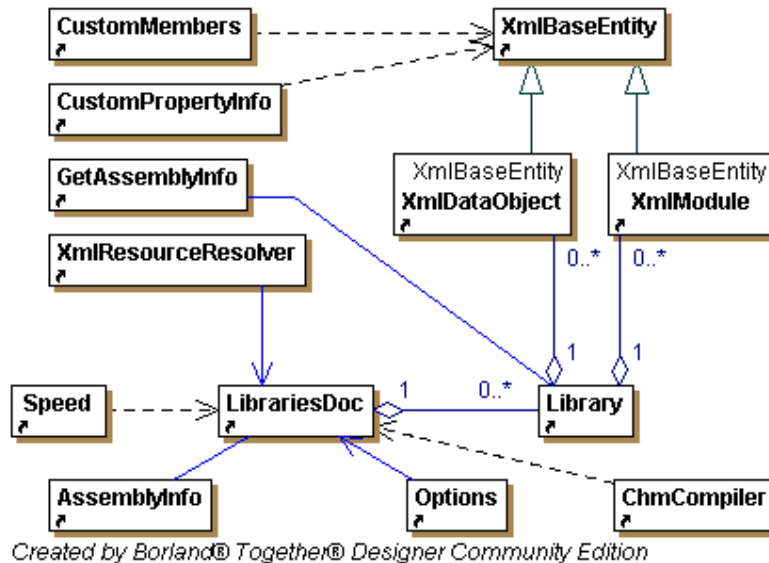 CustomMembers
XmlBaseEntity
CustomPropertyInfo
GetAssemblyInfo
XmlBaseEntity
XmlDataObject
XmlBaseEntity
XmlModule
XmlResourceResolver
0..*
0..*
1
1
Speed
LibrariesDoc
1
0..*
Library
AssemblyInfo
Options
ChmCompiler
Created by Borland® Together® Designer Community Edition